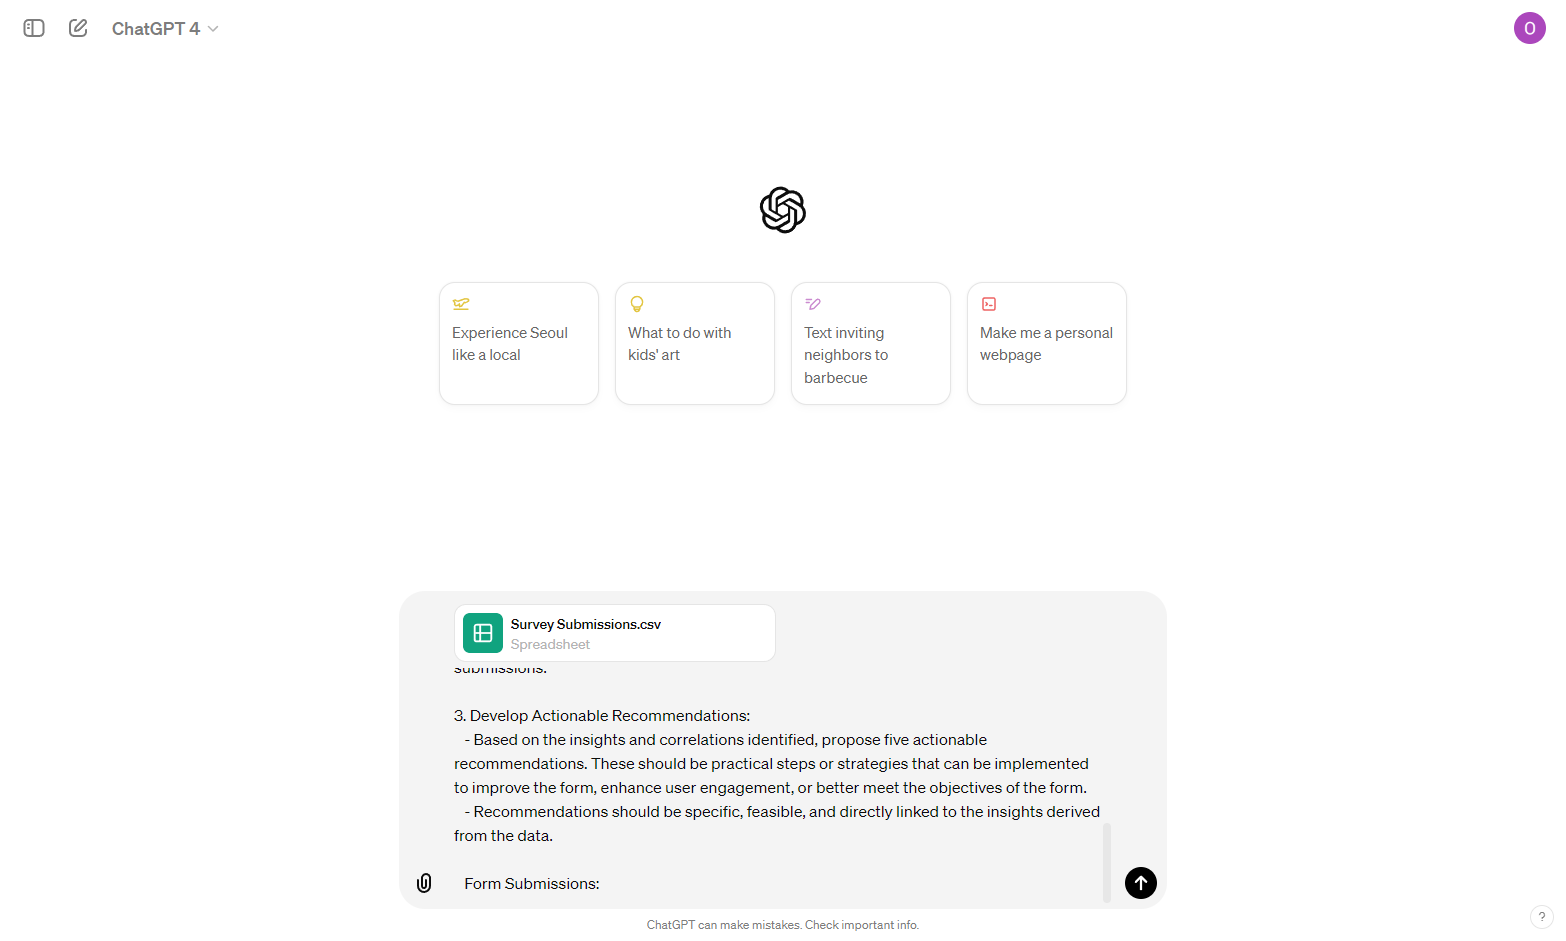 ChatGPT 4
O
Experience Seoul
like a local
What to do with
kids' art
Text inviting
neighbors to
barbecue
Make me a personal
webpage
Survey Submissions.csv
Spreadsheet
submissions.
3. Develop Actionable Recommendations:
- Based on the insights and correlations identified, propose five actionable
recommendations. These should be practical steps or strategies that can be implemented
to improve the form, enhance user engagement, or better meet the objectives of the form.
- Recommendations should be specific, feasible, and directly linked to the insights derived
from the data.
Form Submissions:
ChatGPT can make mistakes. Check important info.
?